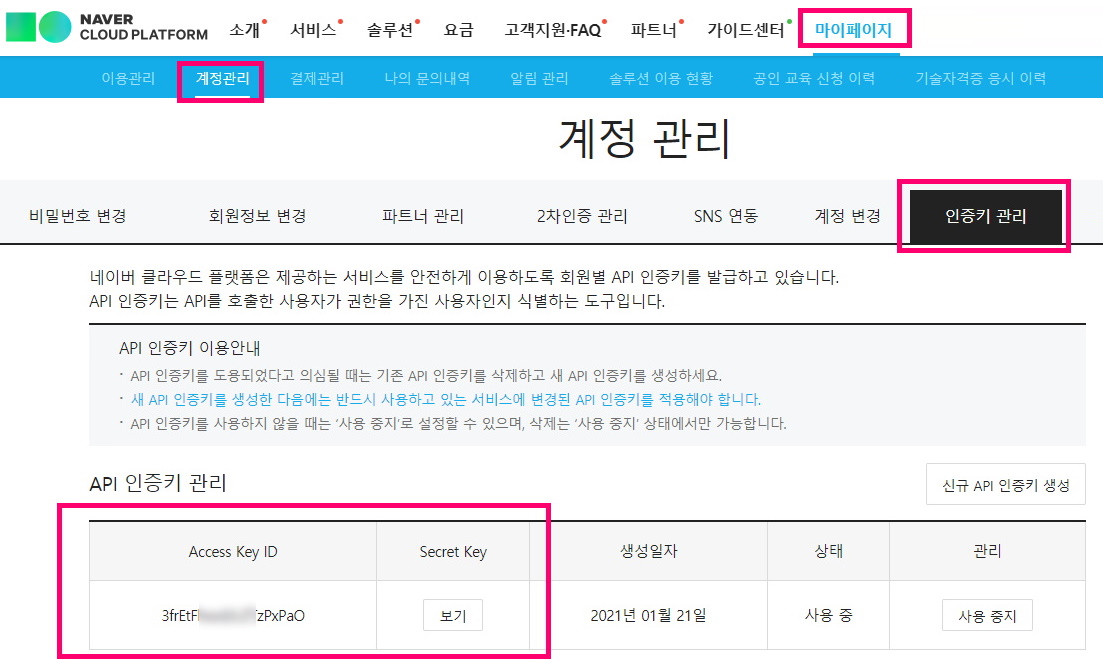 NAVER
CLOUD PLATFORM
소개 서비스 솔루션 요금 고객지원·FAQ 파트너 가이드센터 마이페이지
이용관리 계정관리 결제관리 나의 문의내역 알림 관리 솔루션 이용 현황 공인 교육 신청 이력 기술자격증 응시 이력
계정 관리
비밀번호 변경 회원정보 변경 파트너 관리 2차인증 관리 SNS 연동 계정 변경 인증키 관리
네이버 클라우드 플랫폼은 제공하는 서비스를 안전하게 이용하도록 회원별 API 인증키를 발급하고 있습니다.
API 인증키는 API를 호출한 사용자가 권한을 가진 사용자인지 식별하는 도구입니다.
API 인증키 이용안내
· API 인증키를 도용되었다고 의심될 때는 기존 API 인증키를 삭제하고 새 API 인증키를 생성하세요.
· 새 API 인증키를 생성한 다음에는 반드시 사용하고 있는 서비스에 변경된 API 인증키를 적용해야 합니다.
· API 인증키를 사용하지 않을 때는 '사용 중지'로 설정할 수 있으며, 삭제는 '사용 중지' 상태에서만 가능합니다.
API 인증키 관리
신규 API 인증키 생성
Access Key ID Secret Key 생성일자 상태 관리
3frEtF zPxPaO 보기 2021년 01월 21일 사용 중 사용 중지